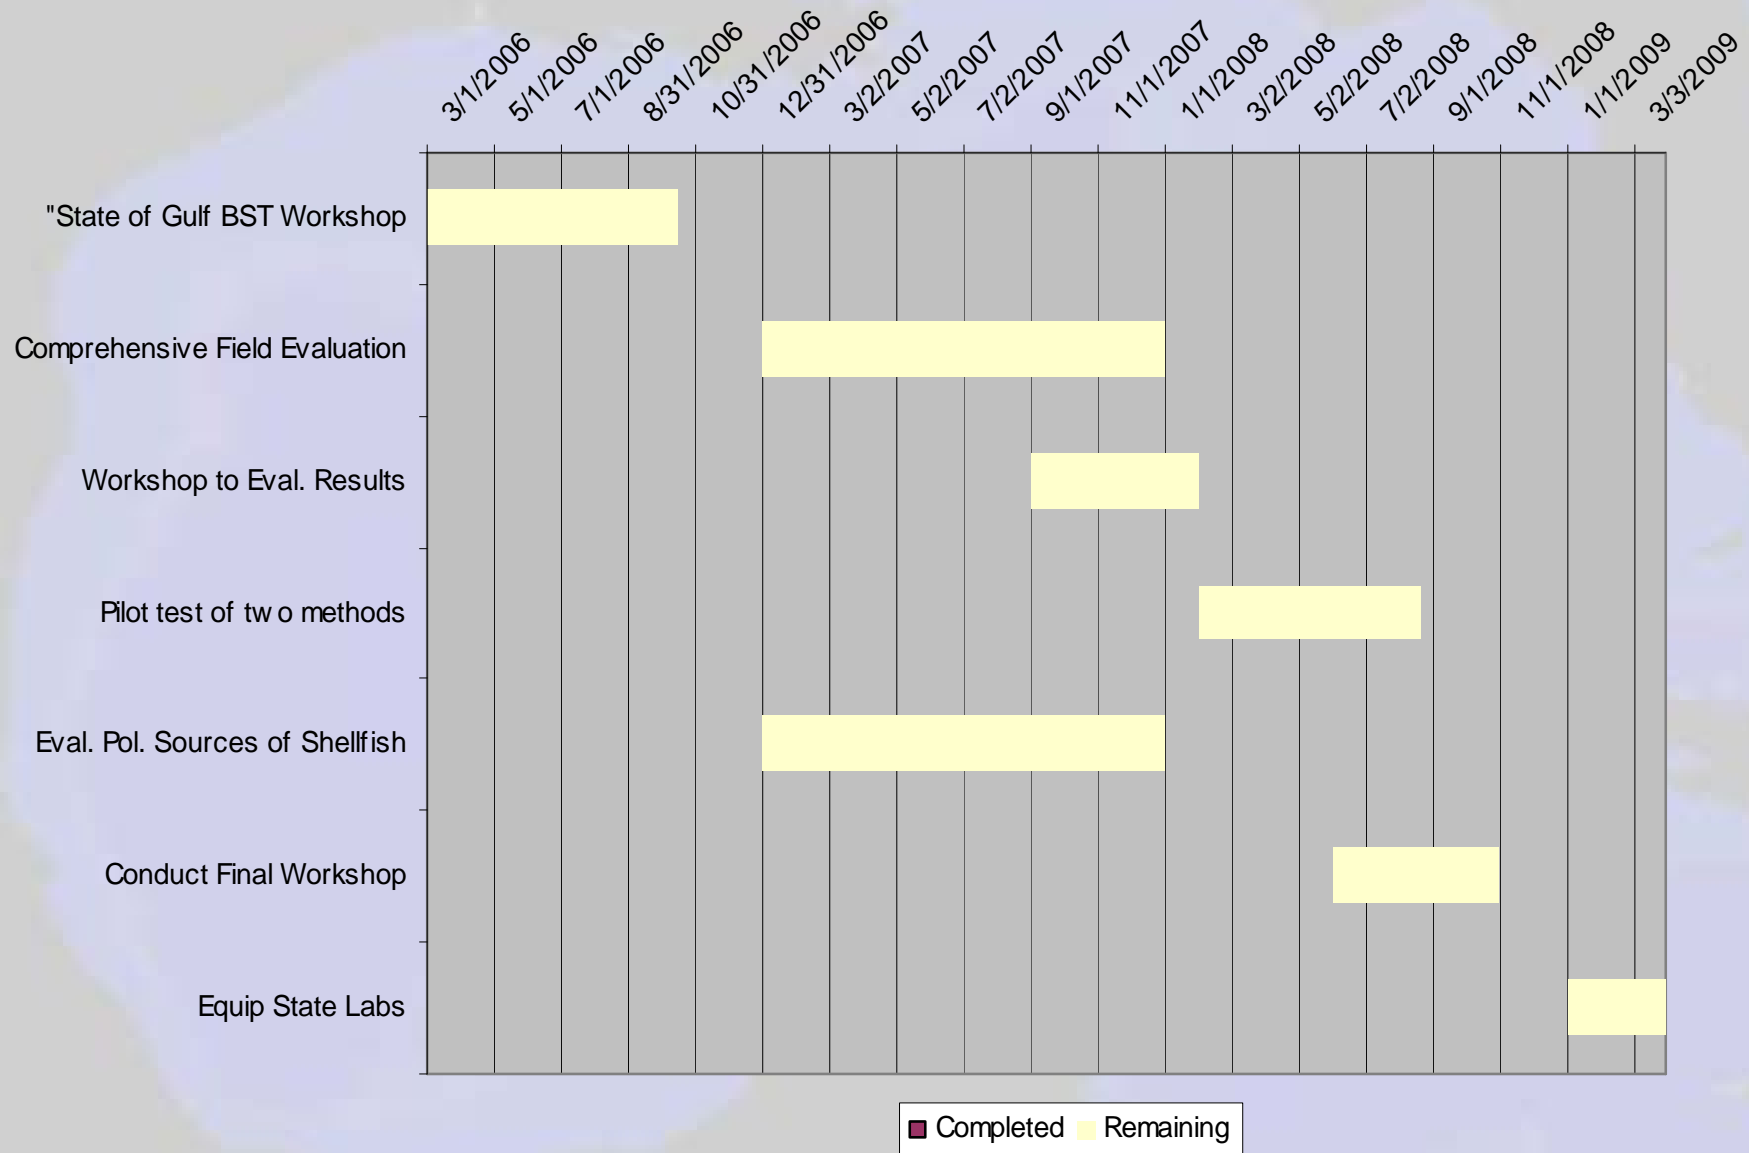 3/1/2006
5/1/2006
7/1/2006
8/31/2006
10/31/2006
12/31/2006
3/2/2007
5/2/2007
7/2/2007
9/1/2007
11/1/2007
1/1/2008
3/2/2008
5/2/2008
7/2/2008
9/1/2008
11/1/2008
1/1/2009
3/3/2009
"State of Gulf BST Workshop
Comprehensive Field Evaluation
Workshop to Eval. Results
Pilot test of two methods
Eval. Pol. Sources of Shellfish
Conduct Final Workshop
Equip State Labs
Completed Remaining